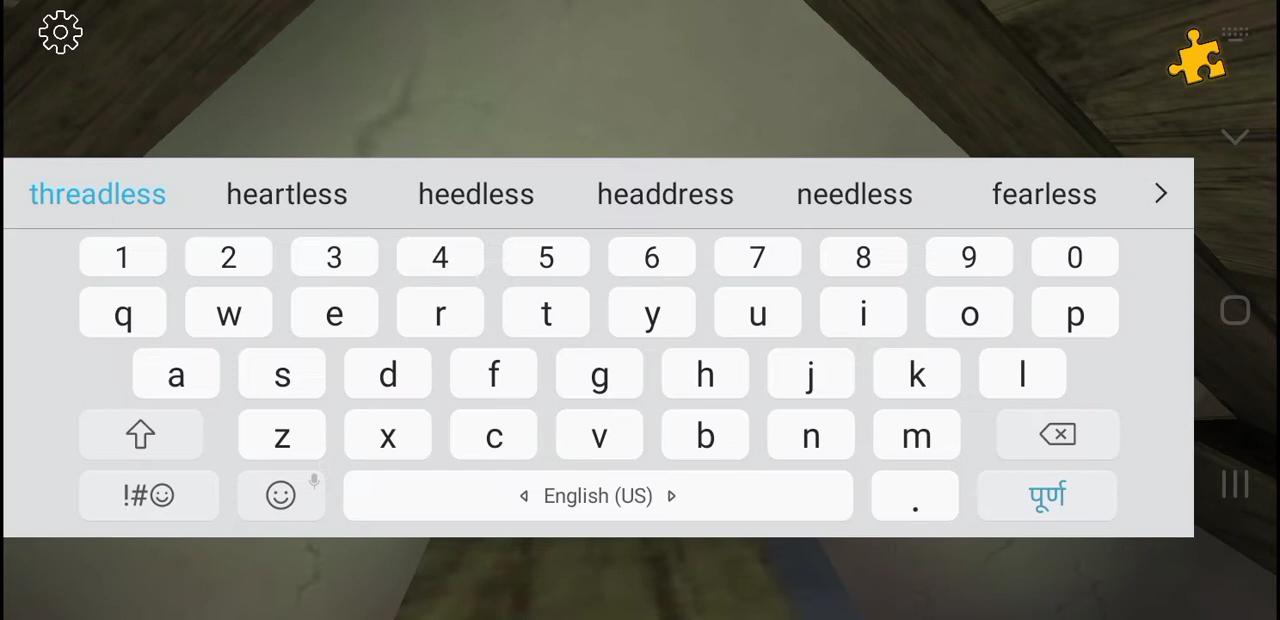 threadless heartless heedless headdress needless fearless
1 2 3 4 5 6 7 8 9 0
q w e r t y u i o p
a s d f g h j k l
z x c v b n m
!# English (US) . पूर्ण